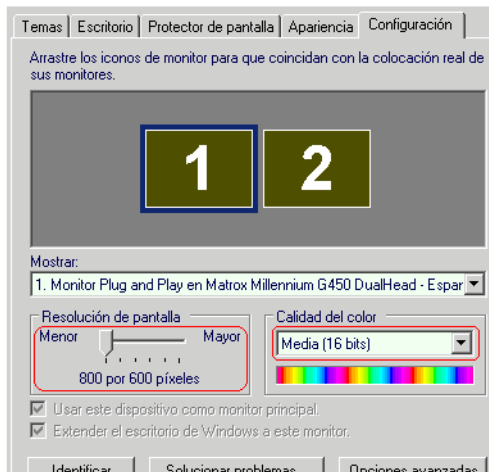 Temas Escritorio Protector de pantalla Apariencia Configuración
Arrastre los iconos de monitor para que coincidan con la colocación real de
sus monitores.
1 2
Mostrar:
1. Monitor Plug and Play en Matrox Millennium G450 DualHead - Espar
Resolución de pantalla Calidad del color
Menor Mayor Media (16 bits)
800 por 600 píxeles
Usar este dispositivo como monitor principal.
Extender el escritorio de Windows a este monitor.
Identificar Solucionar problemas Opciones avanzadas